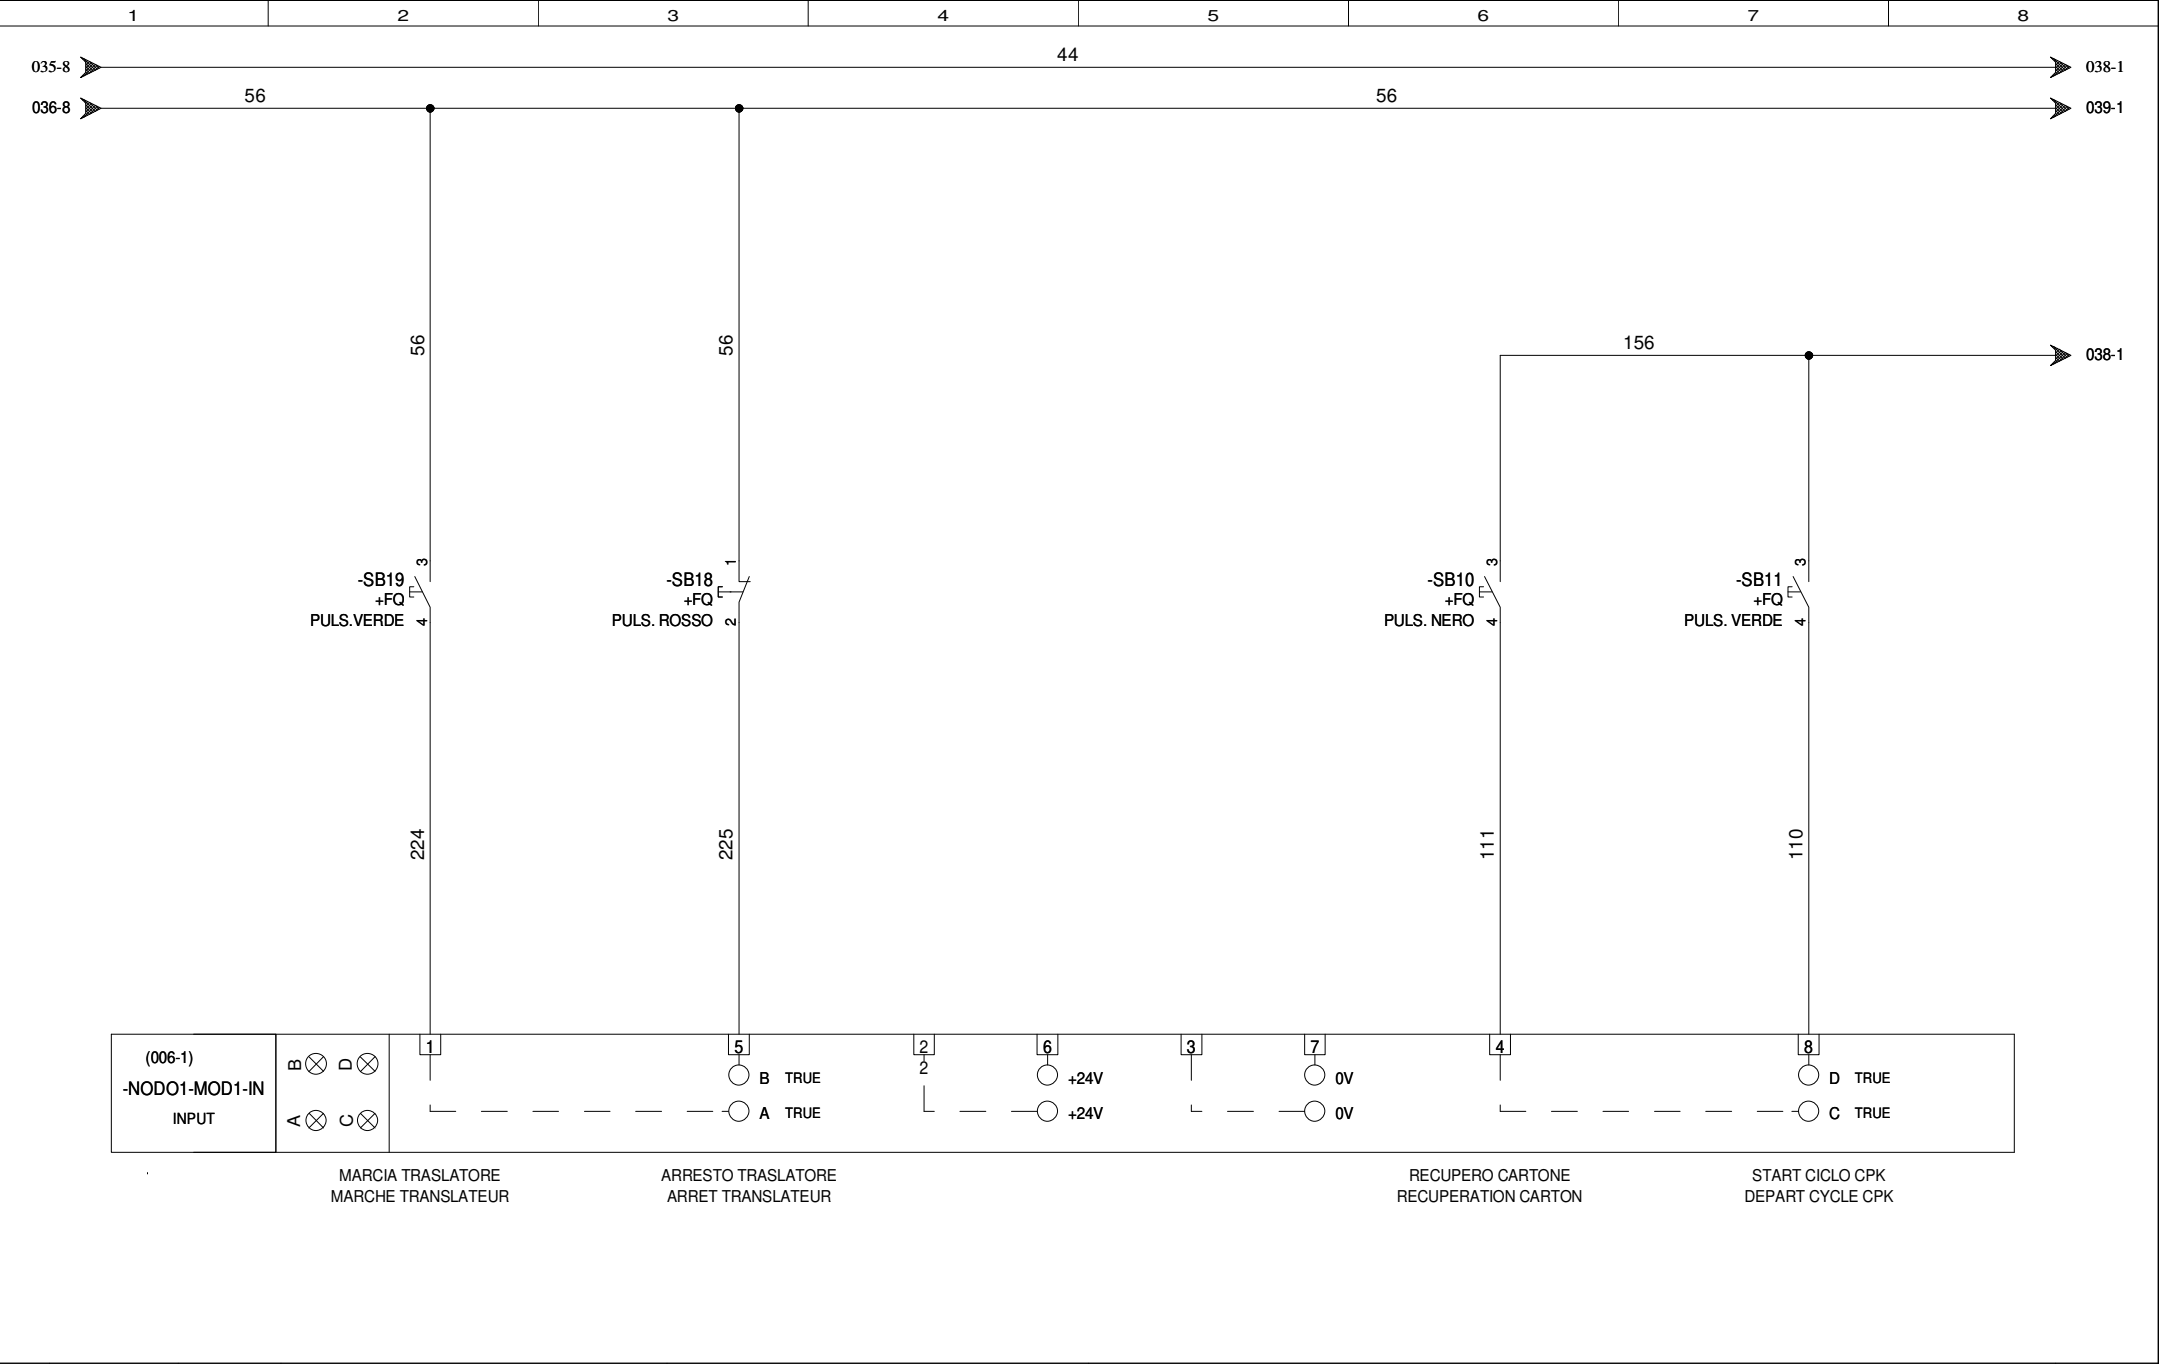 1 2 3 4 5 6 7 8
44
035-8 038-1
56 56
036-8 039-1
56 56
156
038-1
3 1 3 3
-SB19 -SB18 -SB10 -SB11
+FQ +FQ +FQ +FQ
PULS.VERDE 4 PULS. ROSSO 2 PULS. NERO 4 PULS. VERDE 4
224 225 111 110
1 5 2 6 3 7 4 8
2
(006-1)
-NODO1-MOD1-IN
INPUT
B D
A C
B TRUE +24V 0V D TRUE
A TRUE +24V 0V C TRUE
MARCIA TRASLATORE ARRESTO TRASLATORE RECUPERO CARTONE START CICLO CPK
MARCHE TRANSLATEUR ARRET TRANSLATEUR RECUPERATION CARTON DEPART CYCLE CPK